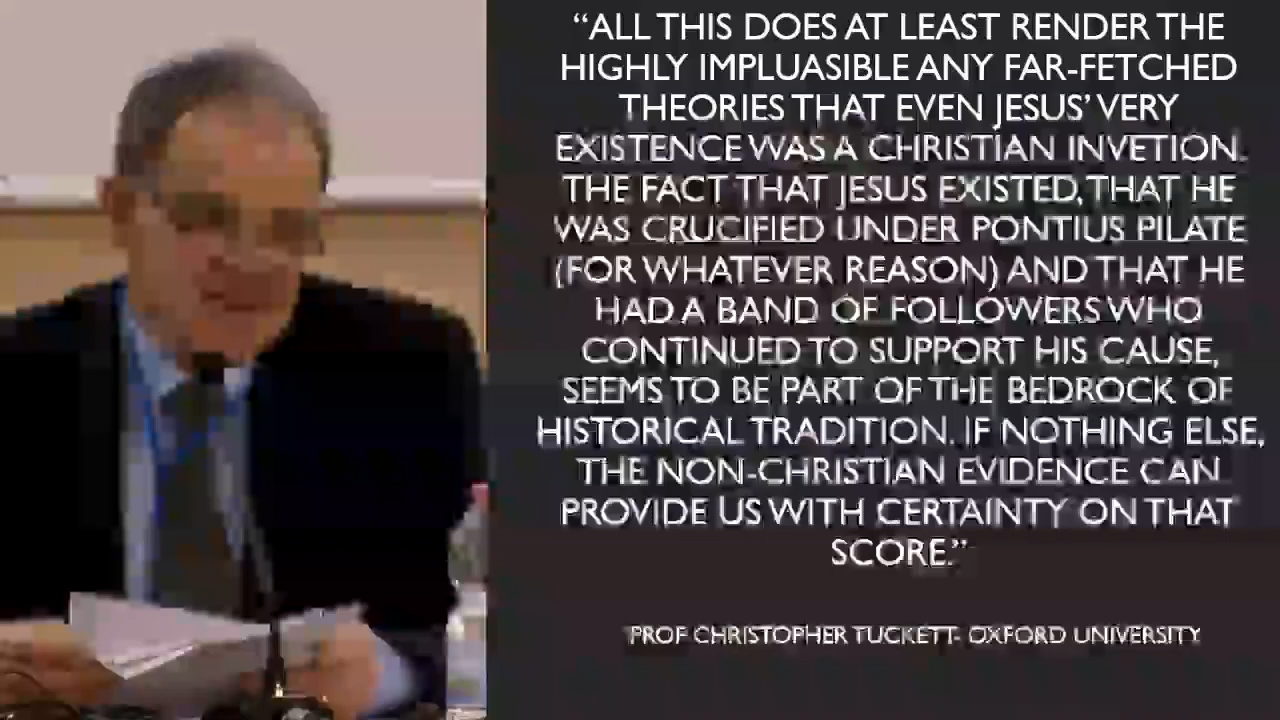 “ALL THIS DOES AT LEAST RENDER THE
HIGHLY IMPLUASIBLE ANY FAR-FETCHED
THEORIES THAT EVEN JESUS’ VERY
EXISTENCE WAS A CHRISTIAN INVETION.
THE FACT THAT JESUS EXISTED, THAT HE
WAS CRUCIFIED UNDER PONTIUS PILATE
(FOR WHATEVER REASON) AND THAT HE
HAD A BAND OF FOLLOWERS WHO
CONTINUED TO SUPPORT HIS CAUSE,
SEEMS TO BE PART OF THE BEDROCK OF
HISTORICAL TRADITION. IF NOTHING ELSE,
THE NON-CHRISTIAN EVIDENCE CAN
PROVIDE US WITH CERTAINTY ON THAT
SCORE.”
PROF CHRISTOPHER TUCKETT- OXFORD UNIVERSITY